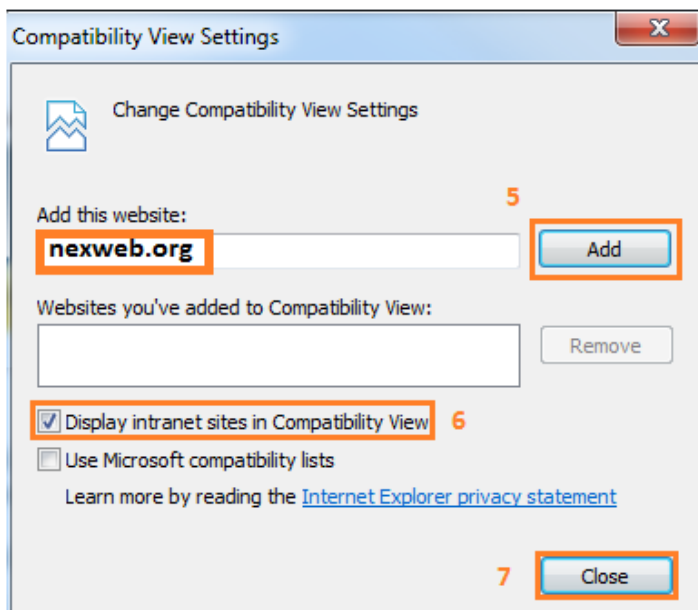 Compatibility View Settings
X
Change Compatibility View Settings
5
Add this website:
nexweb.org
Add
Websites you've added to Compatibility View:
Remove
Display intranet sites in Compatibility View 6
Use Microsoft compatibility lists
Learn more by reading the Internet Explorer privacy statement
7 Close